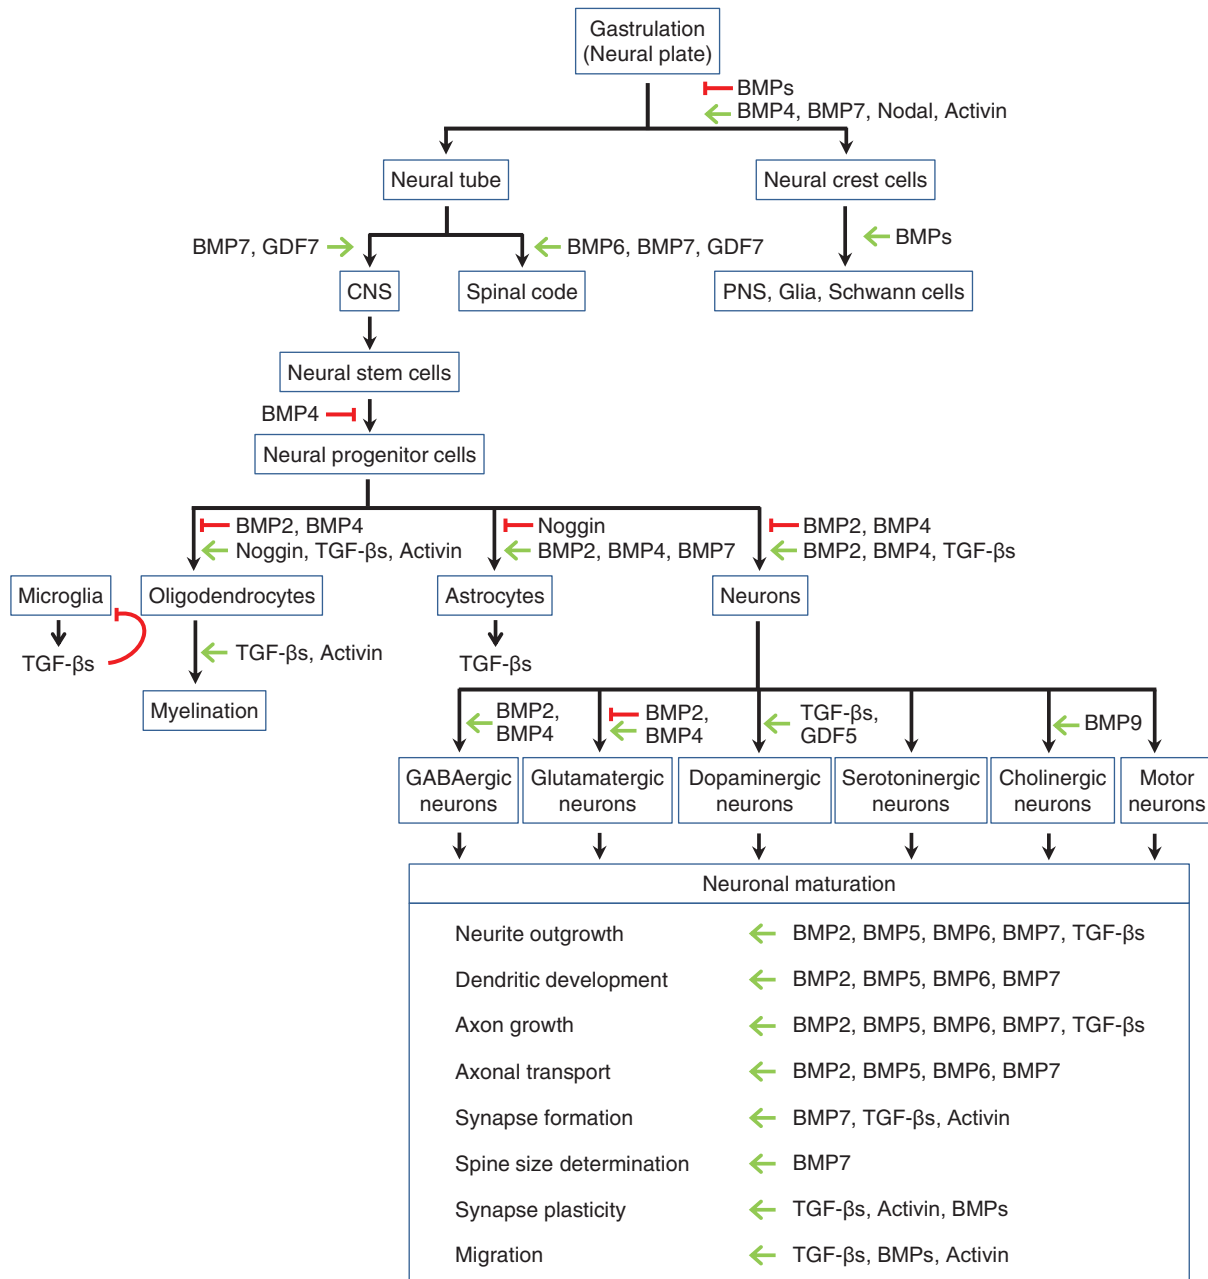 Gastrulation
(Neural plate)
BMPs
BMP4, BMP7, Nodal, Activin
Neural tube
Neural crest cells
BMP7, GDF7
BMP6, BMP7, GDF7
BMPs
CNS
Spinal code
PNS, Glia, Schwann cells
Neural stem cells
BMP4
Neural progenitor cells
BMP2, BMP4
Noggin, TGF-βs, Activin
Noggin
BMP2, BMP4, BMP7
BMP2, BMP4
BMP2, BMP4, TGF-βs
Microglia
Oligodendrocytes
Astrocytes
Neurons
TGF-βs
TGF-βs, Activin
TGF-βs
Myelination
BMP2,
BMP4
BMP2,
BMP4
TGF-βs,
GDF5
BMP9
GABAergic
neurons
Glutamatergic
neurons
Dopaminergic
neurons
Serotoninergic
neurons
Cholinergic
neurons
Motor
neurons
Neuronal maturation
Neurite outgrowth BMP2, BMP5, BMP6, BMP7, TGF-βs
Dendritic development BMP2, BMP5, BMP6, BMP7
Axon growth BMP2, BMP5, BMP6, BMP7, TGF-βs
Axonal transport BMP2, BMP5, BMP6, BMP7
Synapse formation BMP7, TGF-βs, Activin
Spine size determination BMP7
Synapse plasticity TGF-βs, Activin, BMPs
Migration TGF-βs, BMPs, Activin